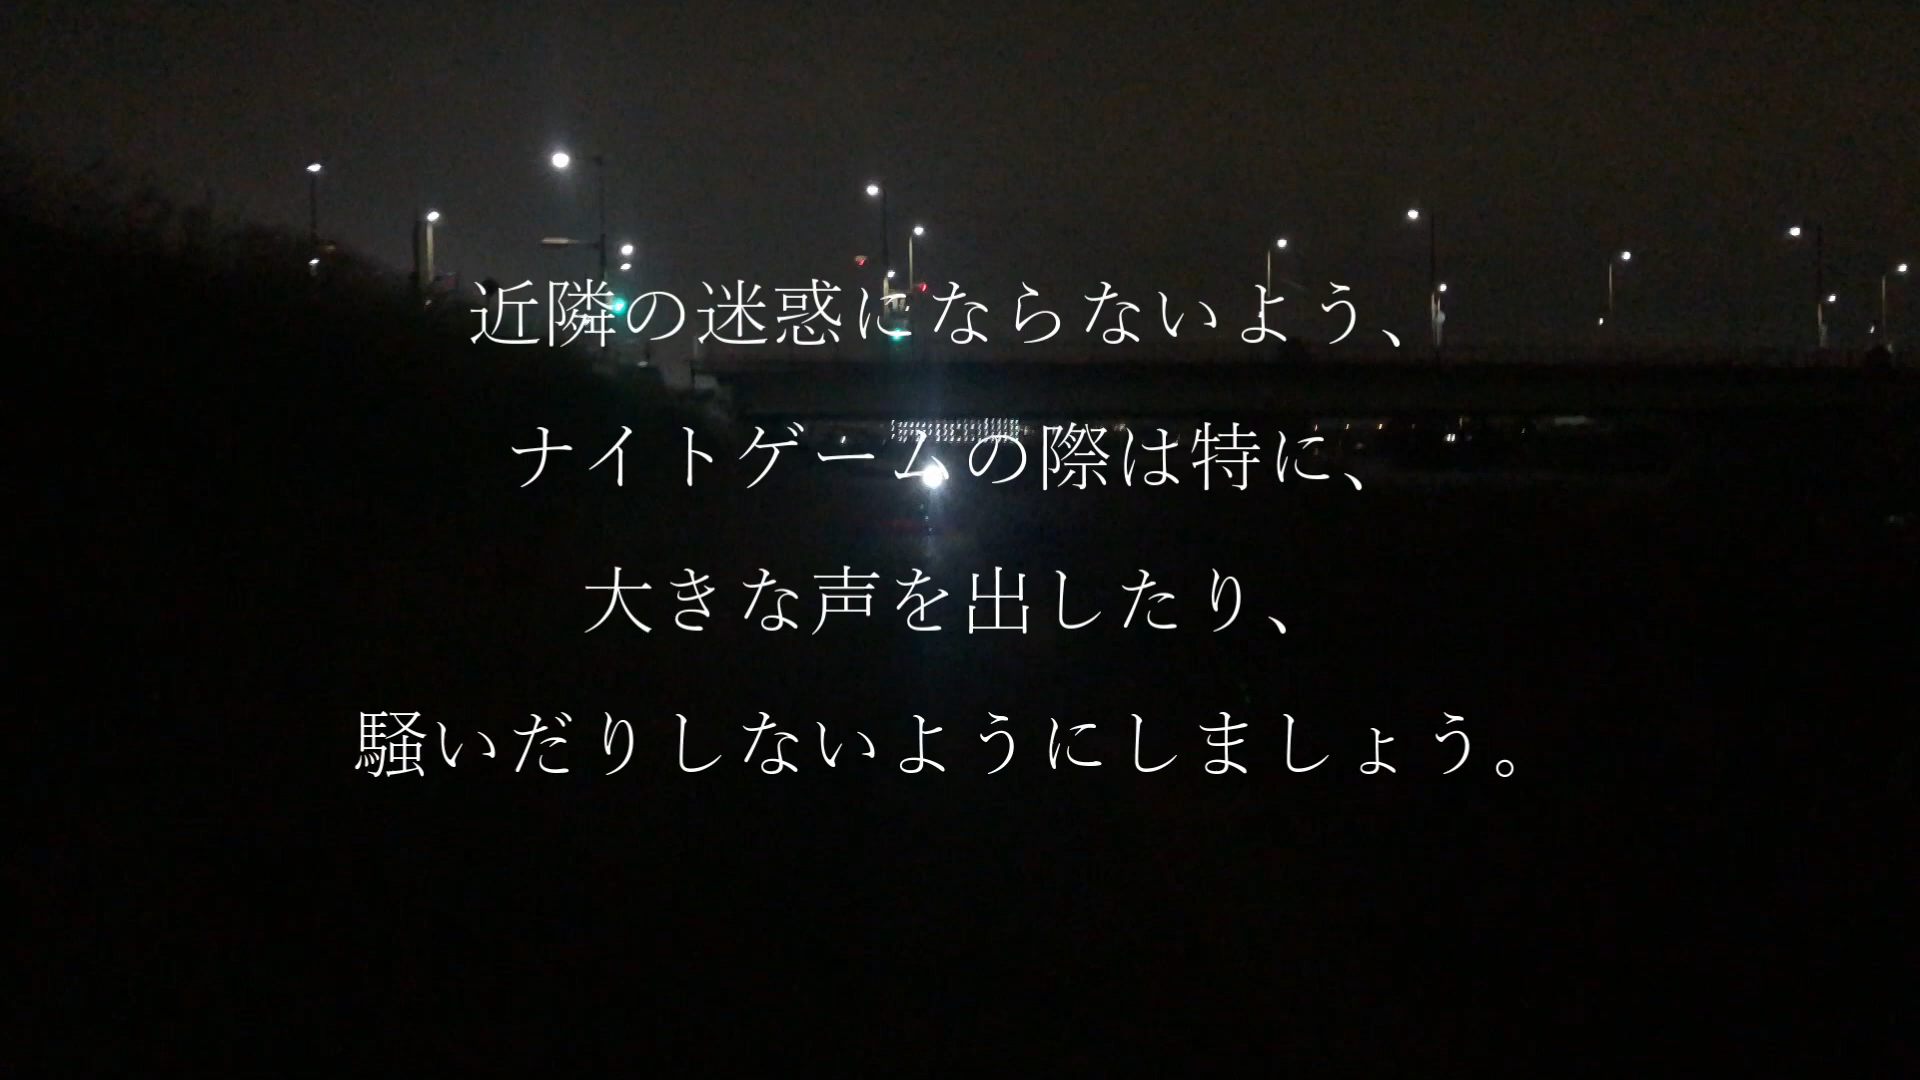 近隣の迷惑にならないよう、
ナイトゲームの際は特に、
大きな声を出したり、
騒いだりしないようにしましょう。